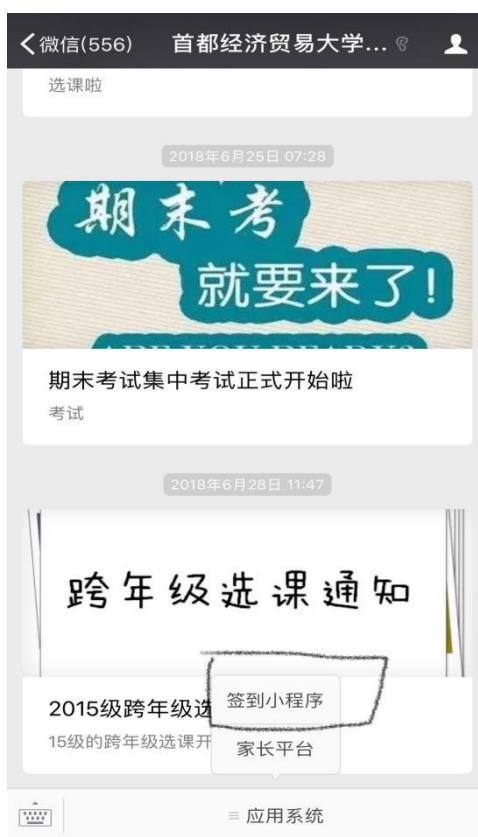 微信(556) 首都经济贸易大学...
选课啦
2018年6月25日 07:28
期末考
就要来了!
ARE YOU READY?
期末考试集中考试正式开始啦
考试
2018年6月28日 11:47
跨年级选课通知
2015级跨年级选
签到小程序
15级的跨年级选课开
家长平台
应用系统